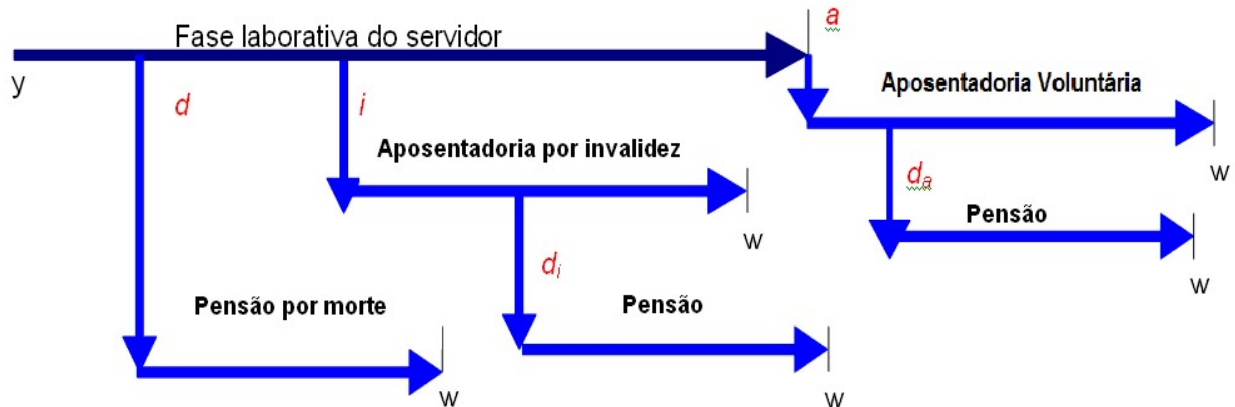 a
Fase laborativa do servidor
y
d
i
Aposentadoria Voluntária
Aposentadoria por invalidez
w
da
Pensão
w
di
w
Pensão por morte
Pensão
w
w